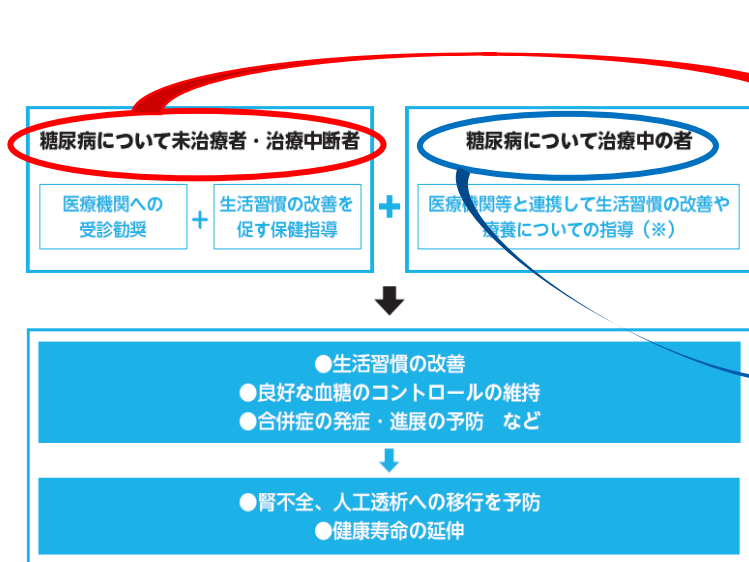 糖尿病について未治療者・治療中断者
医療機関への
受診勧奨
+
生活習慣の改善を
促す保健指導
+
糖尿病について治療中の者
医療機関等と連携して生活習慣の改善や
療養についての指導（※）
●生活習慣の改善
●良好な血糖のコントロールの維持
●合併症の発症・進展の予防　など
●腎不全、人工透析への移行を予防
●健康寿命の延伸